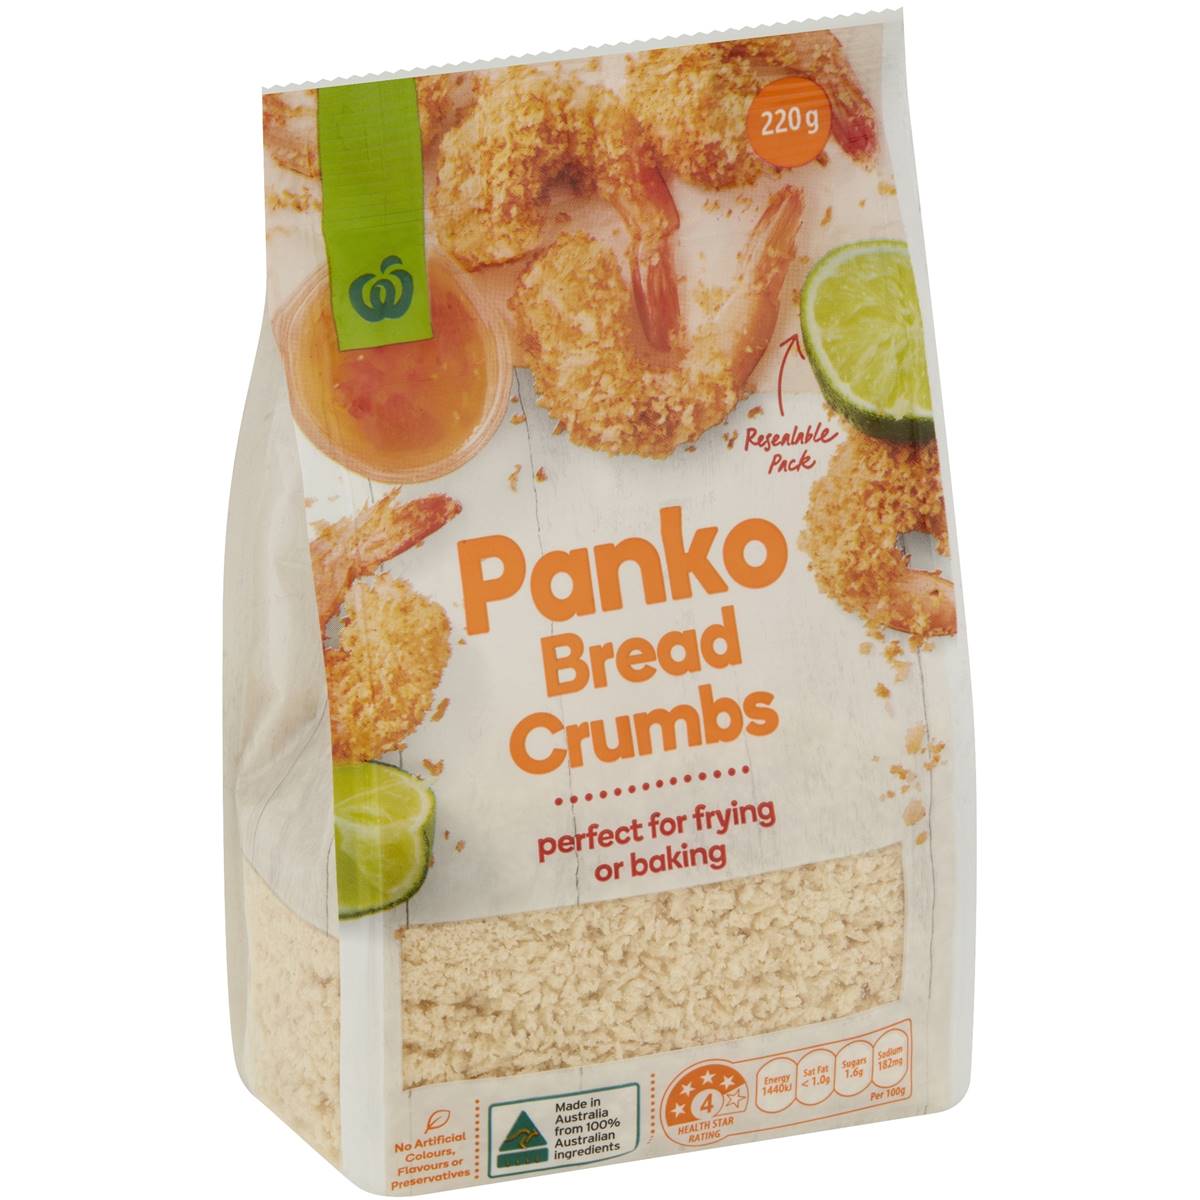 220 g
Resealable
Pack
Panko
Bread
Crumbs
perfect for frying
or baking
No Artificial
Colours,
Flavours or
Preservatives
Made in
Australia
from 100%
Australian
ingredients
4
HEALTH STAR
RATING
Energy
1440kJ
Sat Fat
< 1.0g
Sugars
1.6g
Sodium
182mg
Per 100g